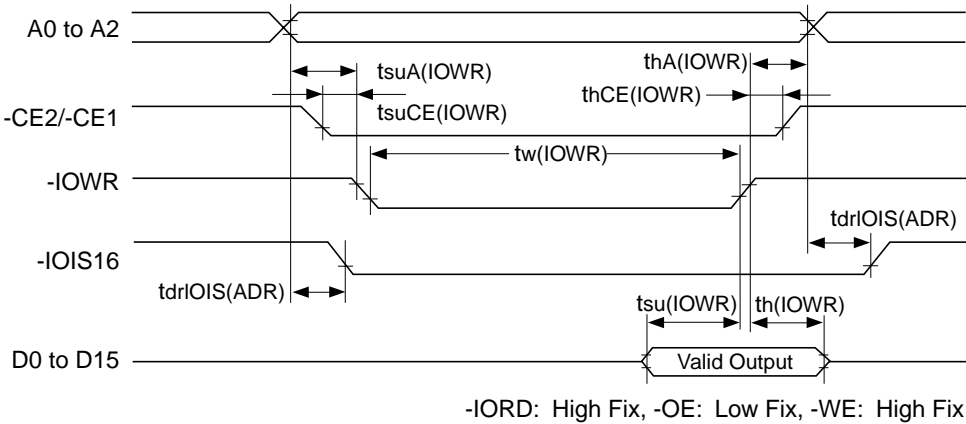 A0 to A2
tsuA(IOWR)
thA(IOWR)
-CE2/-CE1
tsuCE(IOWR)
thCE(IOWR)
tw(IOWR)
-IOWR
tdrIOIS(ADR)
-IOIS16
tdrIOIS(ADR)
tsu(IOWR)
th(IOWR)
D0 to D15
Valid Output
-IORD: High Fix, -OE: Low Fix, -WE: High Fix